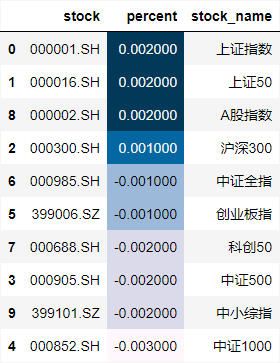 stock percent stock_name
0 000001.SH 0.002000 上证指数
1 000016.SH 0.002000 上证50
8 000002.SH 0.002000 A股指数
2 000300.SH 0.001000 沪深300
6 000985.SH -0.001000 中证全指
5 399006.SZ -0.001000 创业板指
7 000688.SH -0.002000 科创50
3 000905.SH -0.002000 中证500
9 399101.SZ -0.002000 中小综指
4 000852.SH -0.003000 中证1000